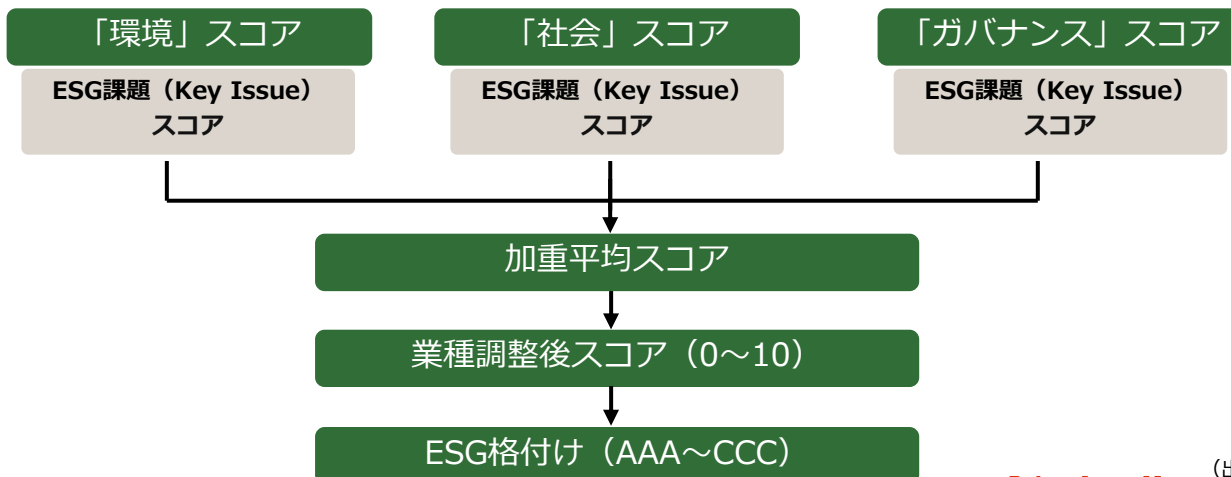 「環境」スコア
「社会」スコア
「ガバナンス」スコア
ESG課題（Key Issue）
スコア
ESG課題（Key Issue）
スコア
ESG課題（Key Issue）
スコア
加重平均スコア
業種調整後スコア（0～10）
ESG格付け（AAA～CCC）